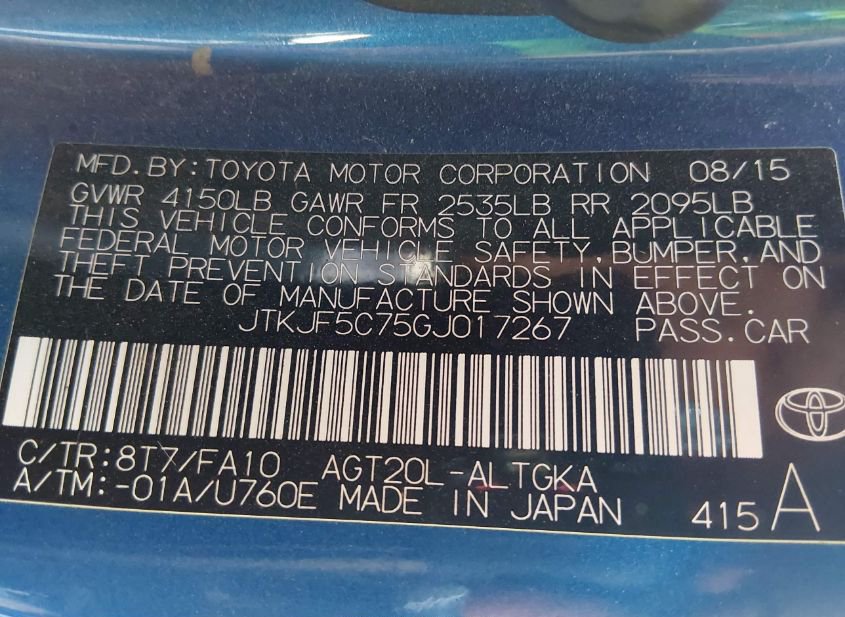 MFD.BY:TOYOTA MOTOR CORPORATION 08/15
GVWR 4150LB GAWR FR 2535LB RR 2095LB
THIS VEHICLE CONFORMS TO ALL APPLICABLE
FEDERAL MOTOR VEHICLE SAFETY,BUMPER,AND
THEFT PREVENTION STANDARDS IN EFFECT ON
THE DATE OF MANUFACTURE SHOWN ABOVE.
JTKJF5C75GJ017267 PASS.CAR
C/TR:8T7/FA10 AGT20L-ALTGKA
A/TM:-01A/U760E MADE IN JAPAN 415 A